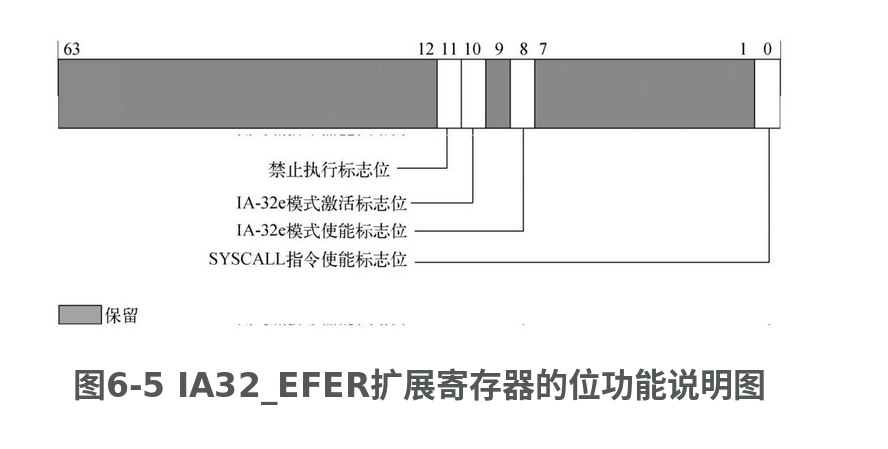 63 12 11 10 9 8 7 1 0
禁止执行标志位
IA-32e模式激活标志位
IA-32e模式使能标志位
SYSCALL指令使能标志位
保留
图6-5 IA32_EFER扩展寄存器的位功能说明图